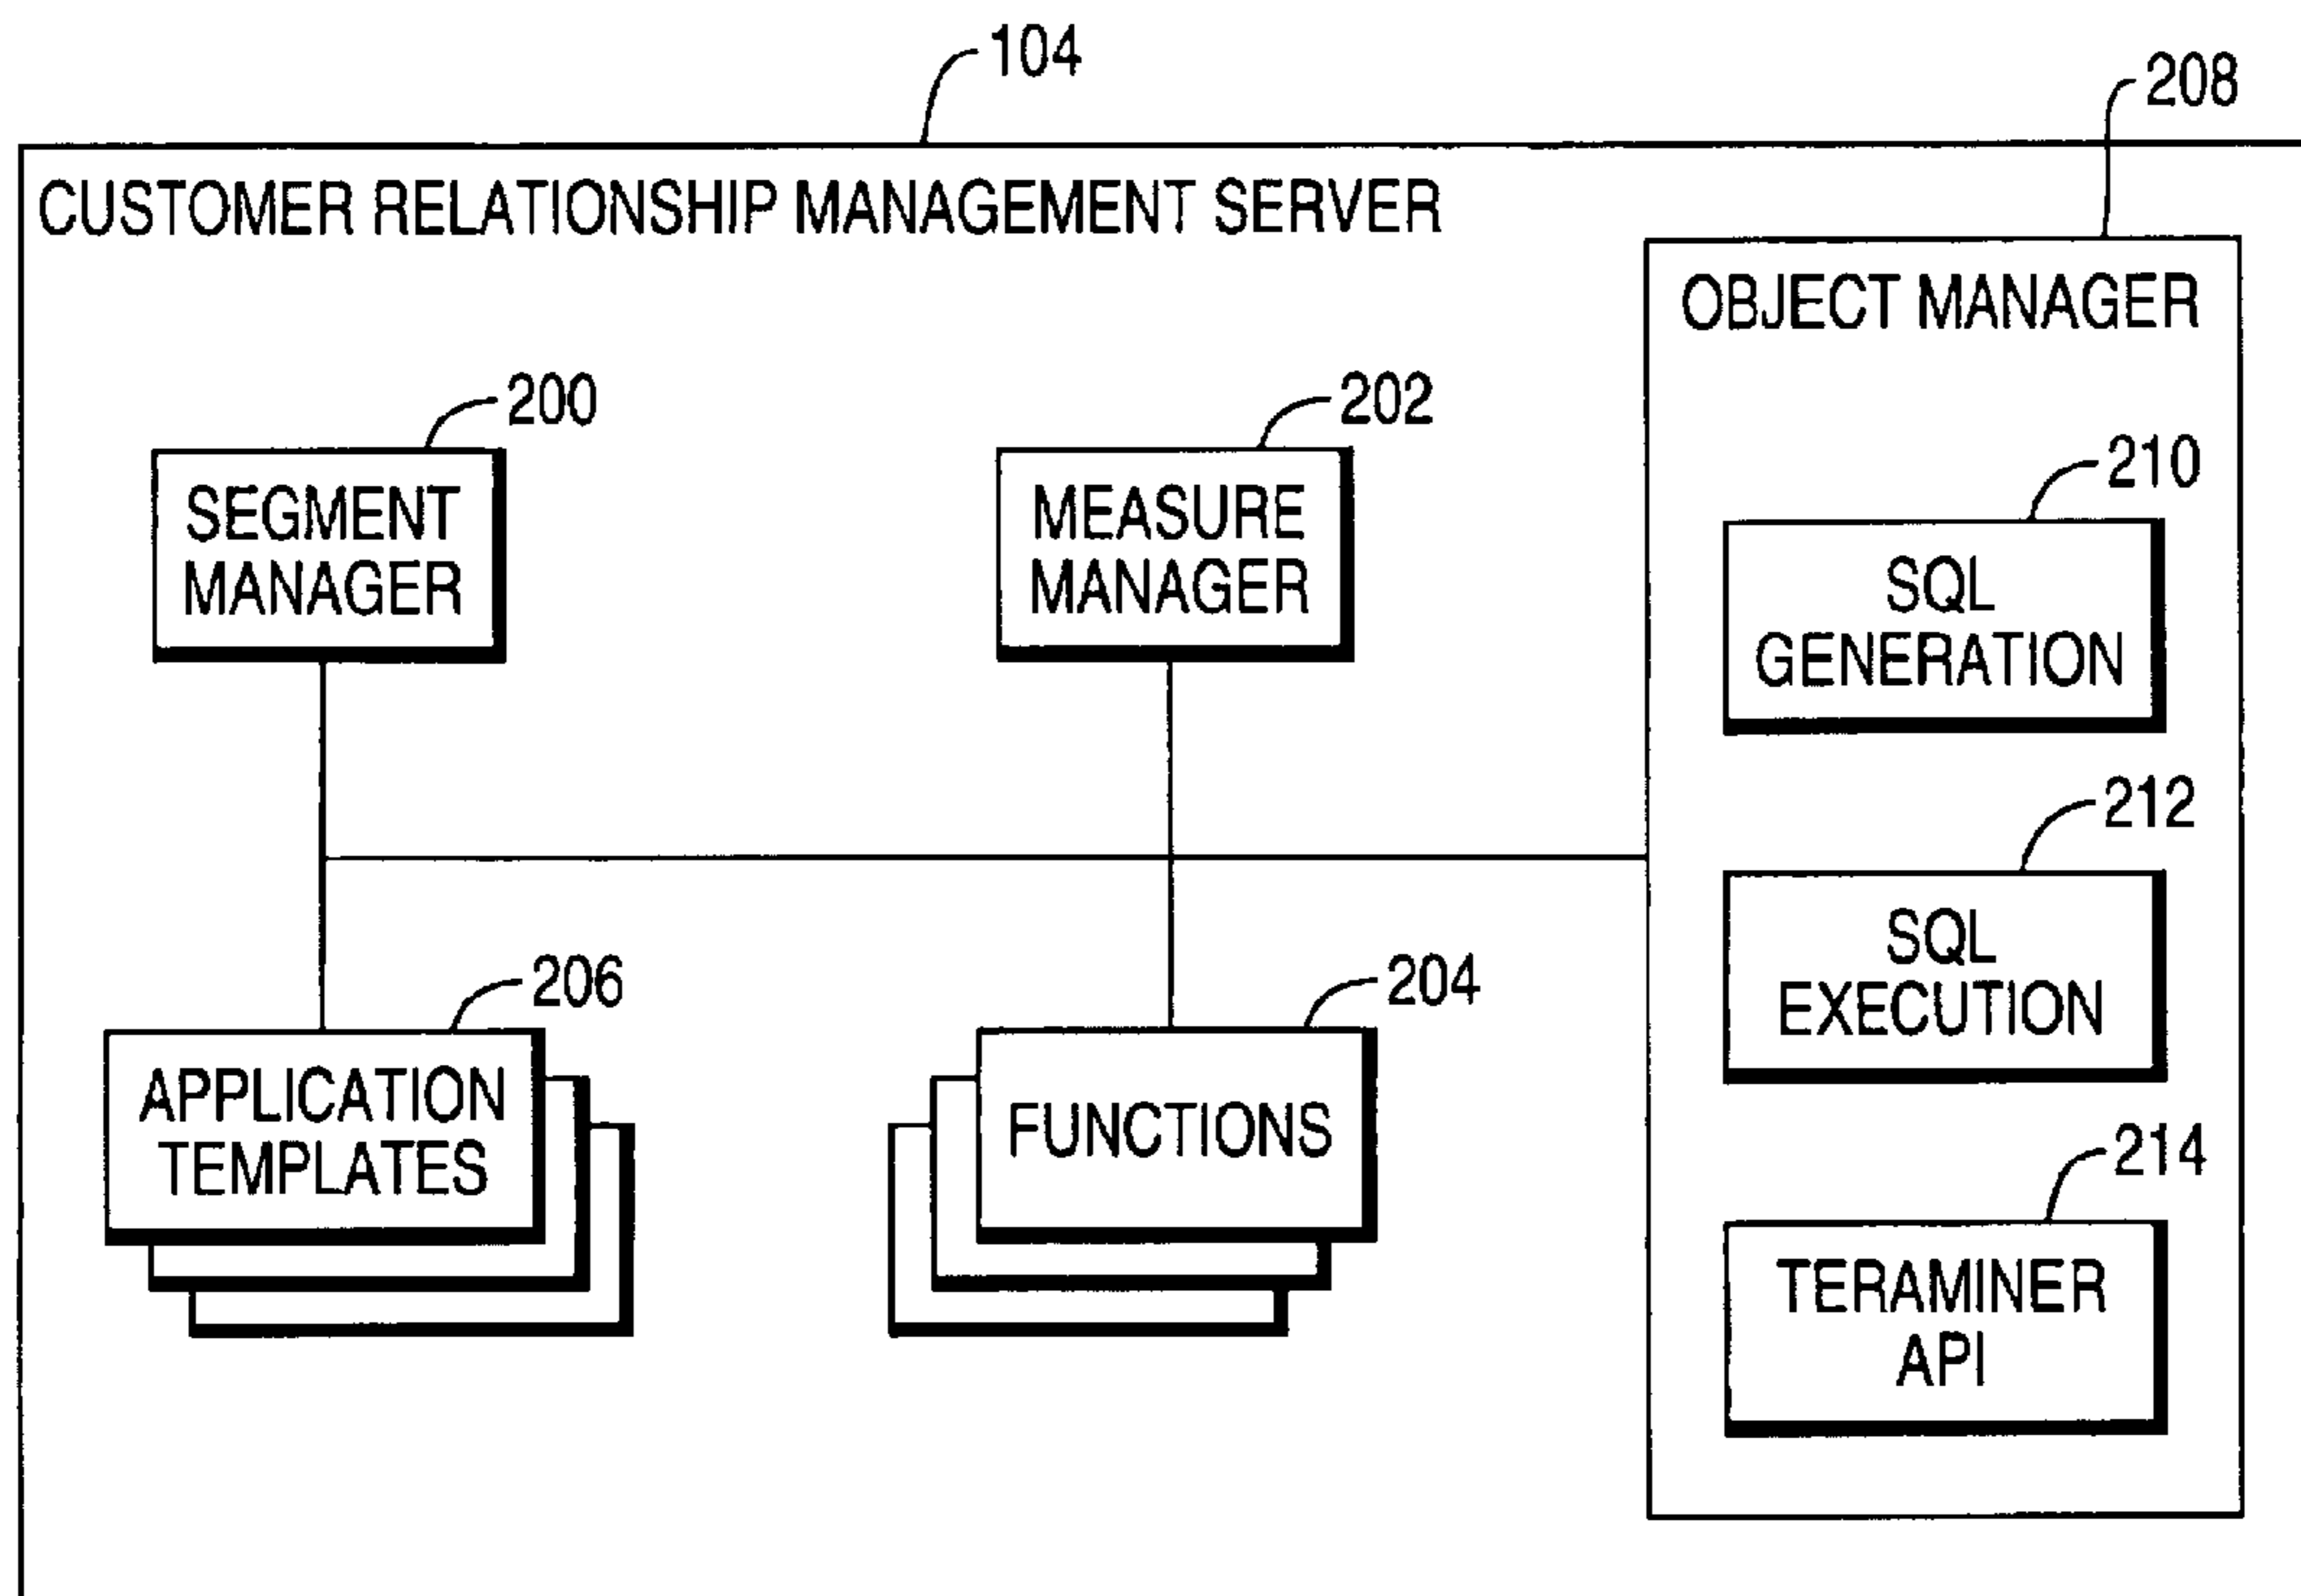 104
208
CUSTOMER RELATIONSHIP MANAGEMENT SERVER
OBJECT MANAGER
200
SEGMENT
MANAGER
202
MEASURE
MANAGER
210
SQL
GENERATION
212
SQL
EXECUTION
206
APPLICATION
TEMPLATES
204
FUNCTIONS
214
TERAMINER
API